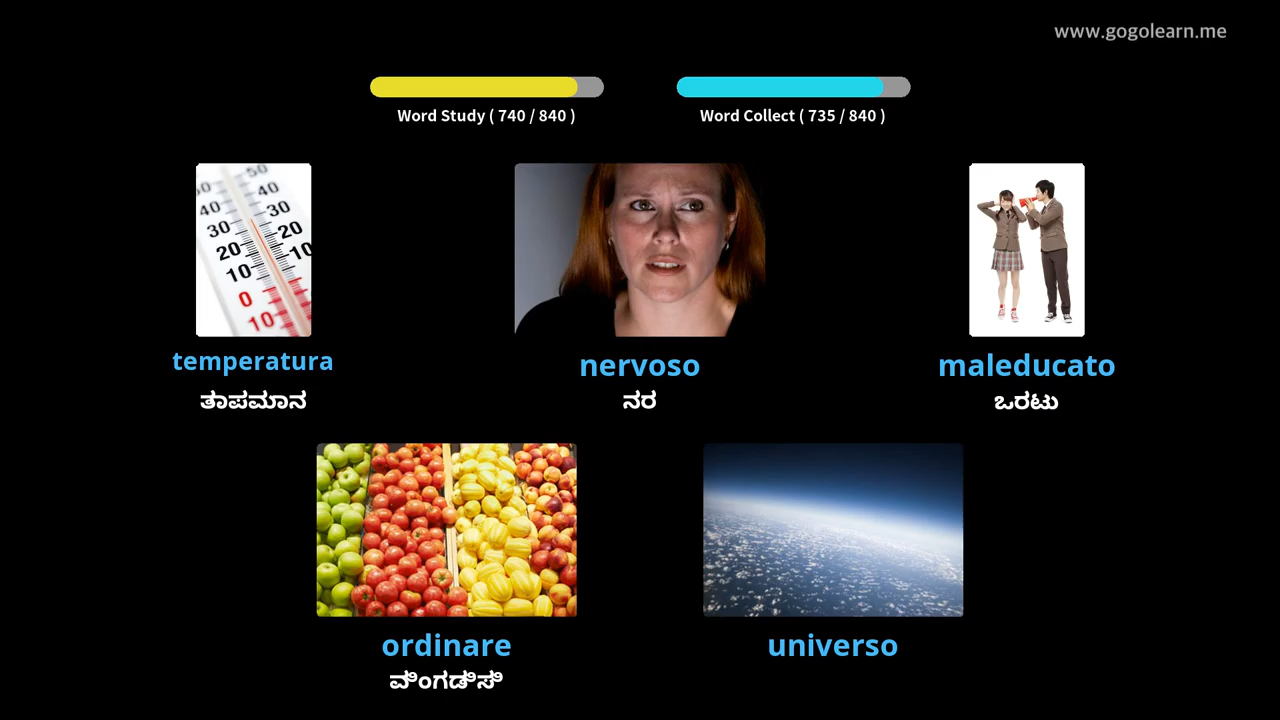 www.gogolearn.me
Word Study ( 740 / 840 )
Word Collect ( 735 / 840 )
temperatura
ತಾಪಮಾನ
nervoso
ನರ
maleducato
ಒರಟು
ordinare
ವಿಂಗಡಿಸಿ
universo